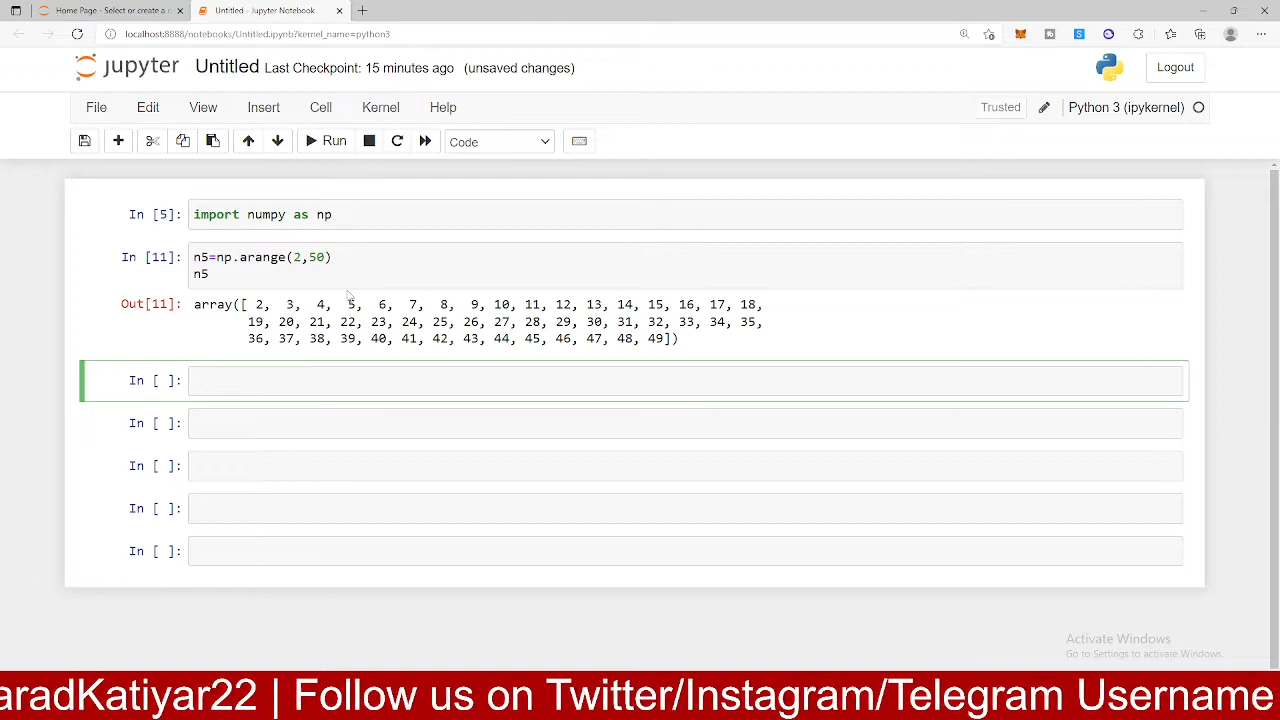 Home Page - Select or create a n
Untitled - Jupyter Notebook
localhost:8888/notebooks/Untitled.ipynb?kernel_name=python3
jupyter Untitled Last Checkpoint: 15 minutes ago (unsaved changes)
Logout
File Edit View Insert Cell Kernel Help
Trusted Python 3 (ipykernel)
Run Code
In [5]: import numpy as np
In [11]: n5=np.arange(2,50)
n5
Out[11]: array([ 2, 3, 4, 5, 6, 7, 8, 9, 10, 11, 12, 13, 14, 15, 16, 17, 18,
19, 20, 21, 22, 23, 24, 25, 26, 27, 28, 29, 30, 31, 32, 33, 34, 35,
36, 37, 38, 39, 40, 41, 42, 43, 44, 45, 46, 47, 48, 49])
In [ ]:
In [ ]:
In [ ]:
In [ ]:
In [ ]:
Activate Windows
Go to Settings to activate Windows.
aradKatiyar22 | Follow us on Twitter/Instagram/Telegram Username